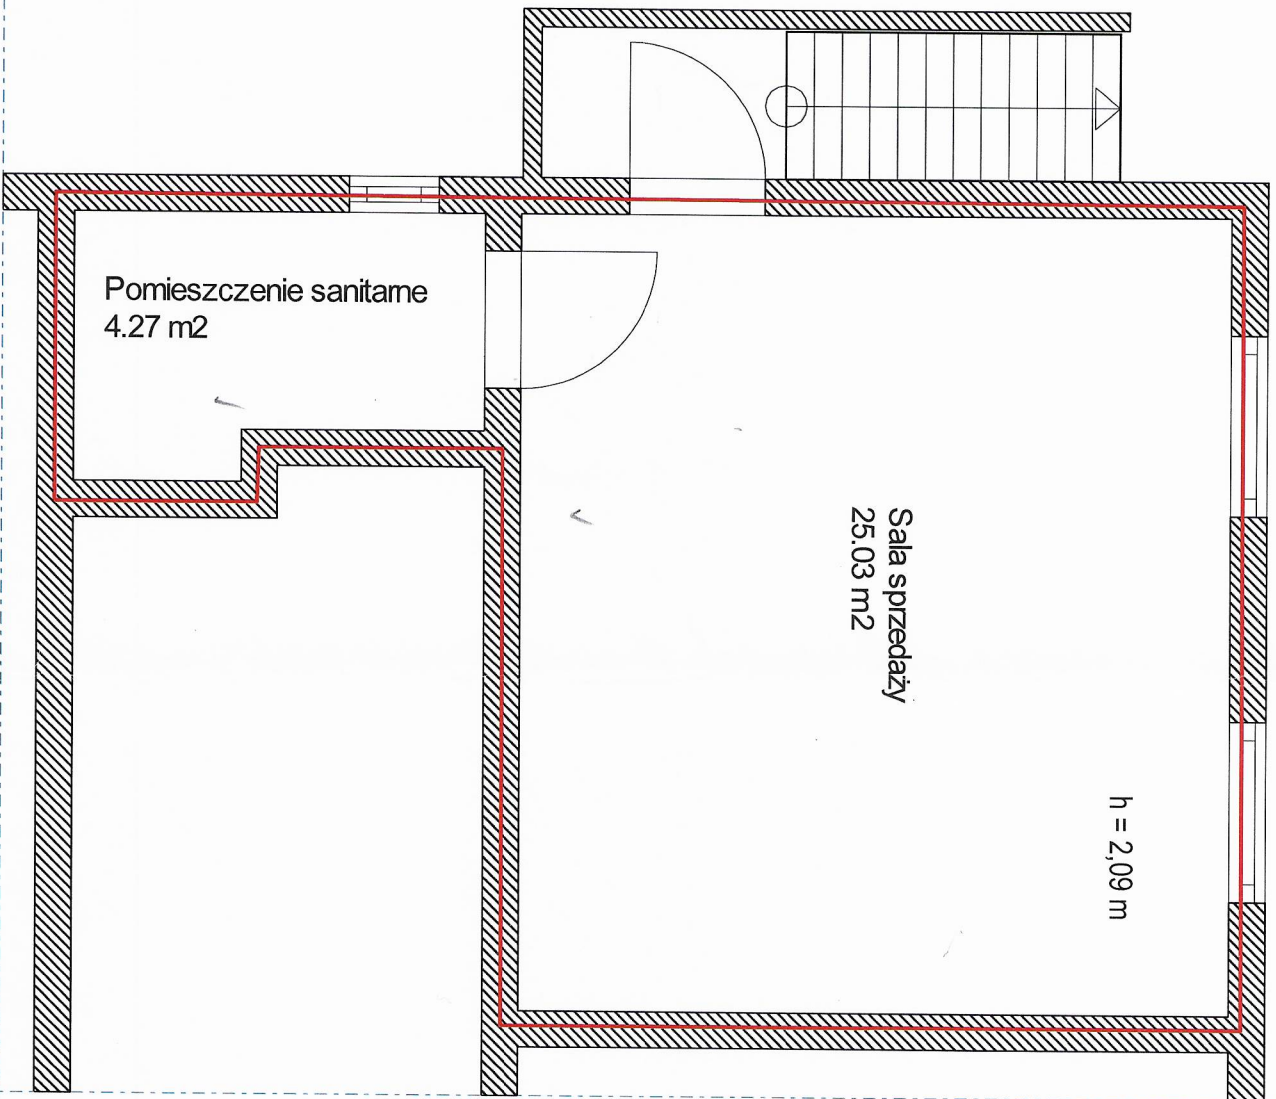 Pomieszczenie sanitarne
4.27 m2
Sala sprzedaży
25.03 m2
h = 2,09 m